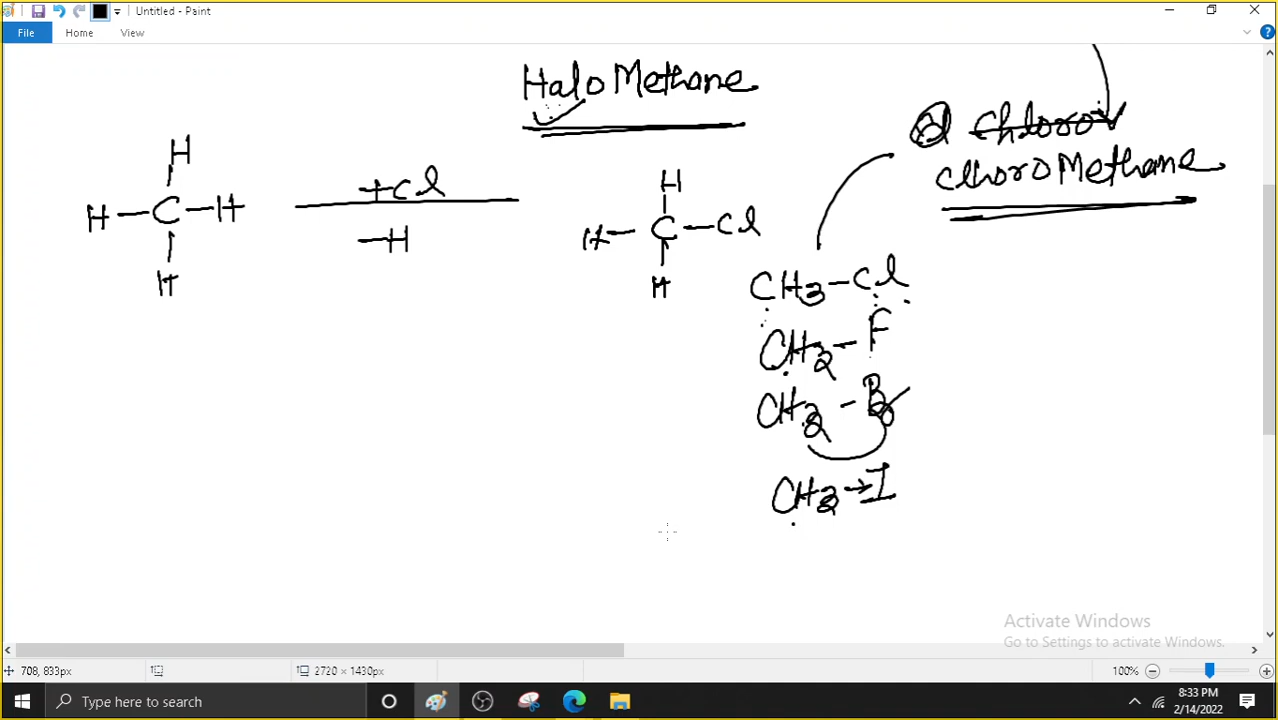 Untitled - Paint
File Home View
Halo Methane
Chloro
clhoro Methane
H
H-C-H
H
+Cl
-H
H
H-C-Cl
H
CH3-Cl
CH3-F
CH3-Br
CH3-I
Activate Windows
Go to Settings to activate Windows.
708, 833px
2720 × 1430px
100%
Type here to search
8:33 PM
2/14/2022